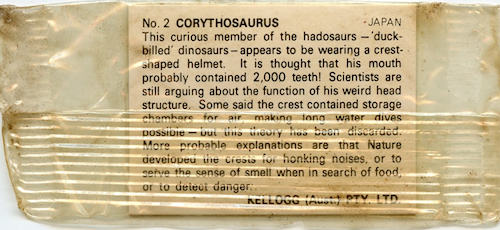 No. 2 CORYTHOSAURUS -JAPAN
This curious member of the hadosaurs – 'duck-
billed' dinosaurs – appears to be wearing a crest-
shaped helmet. It is thought that his mouth
probably contained 2,000 teeth! Scientists are
still arguing about the function of his weird head
structure. Some said the crest contained storage
chambers for air, making long water dives
possible – but this theory has been discarded.
More probable explanations are that Nature
developed the crests for honking noises, or to
serve the sense of smell when in search of food,
or to detect danger.
KELLOGG (Aust.) PTY. LTD.